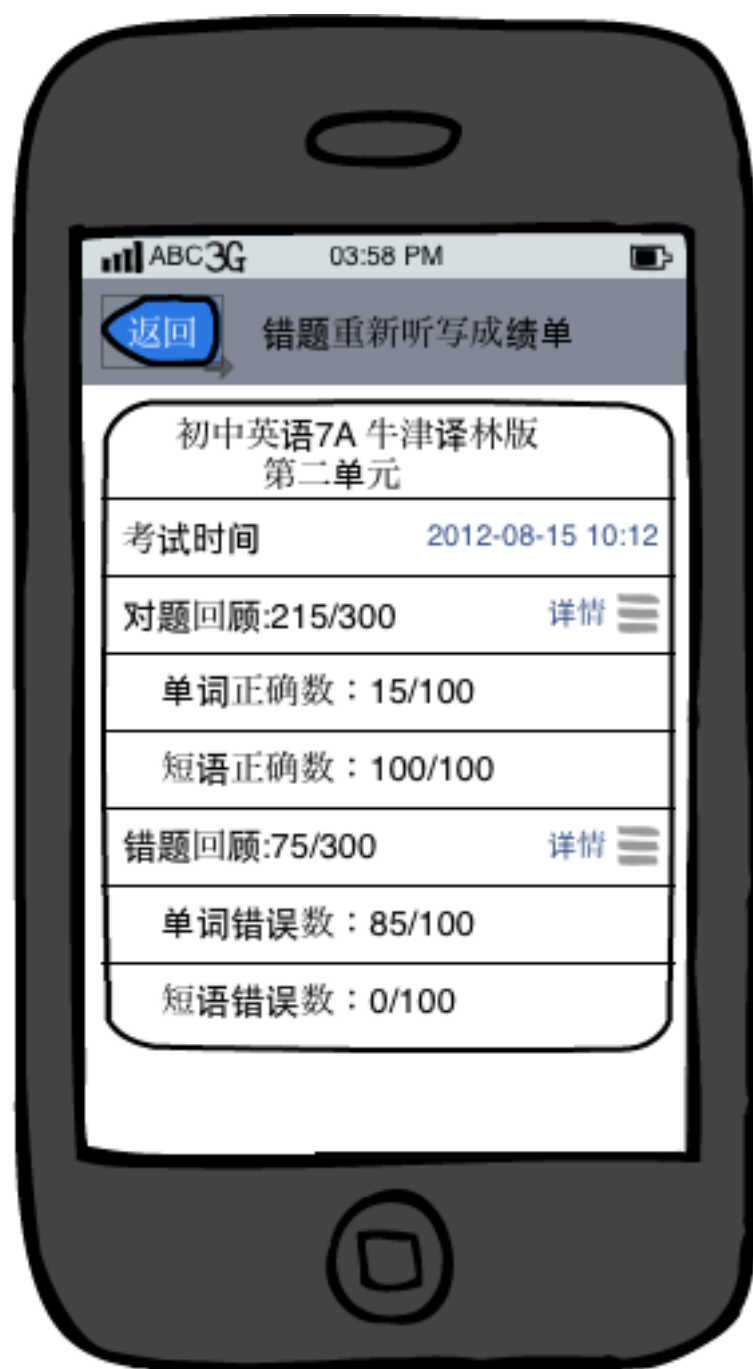 ABC 3G 03:58 PM
返回 错题重新听写成绩单
初中英语7A 牛津译林版
第二单元
考试时间 2012-08-15 10:12
对题回顾:215/300 详情
单词正确数：15/100
短语正确数：100/100
错题回顾:75/300 详情
单词错误数：85/100
短语错误数：0/100